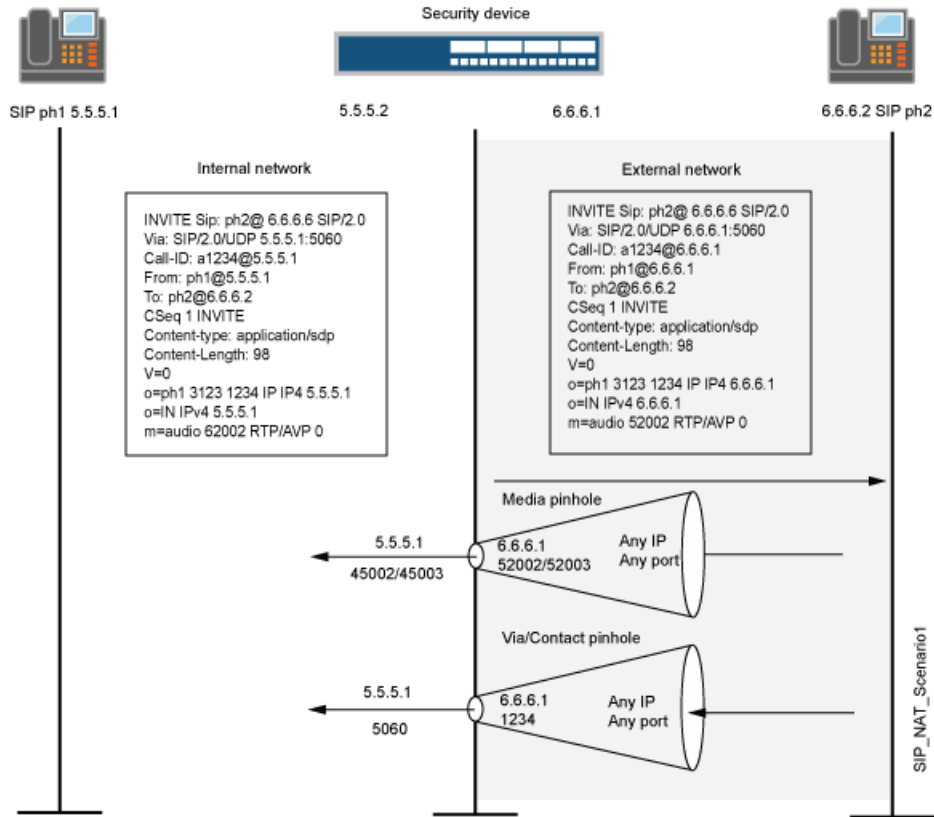 Security device
SIP ph1 5.5.5.1
5.5.5.2
6.6.6.1
6.6.6.2 SIP ph2
Internal network
INVITE Sip: ph2@ 6.6.6.6 SIP/2.0
Via: SIP/2.0/UDP 5.5.5.1:5060
Call-ID: a1234@5.5.5.1
From: ph1@5.5.5.1
To: ph2@6.6.6.2
CSeq 1 INVITE
Content-type: application/sdp
Content-Length: 98
V=0
o=ph1 3123 1234 IP IP4 5.5.5.1
o=IN IPv4 5.5.5.1
m=audio 62002 RTP/AVP 0
External network
INVITE Sip: ph2@ 6.6.6.6 SIP/2.0
Via: SIP/2.0/UDP 6.6.6.1:5060
Call-ID: a1234@6.6.6.1
From: ph1@6.6.6.1
To: ph2@6.6.6.2
CSeq 1 INVITE
Content-type: application/sdp
Content-Length: 98
V=0
o=ph1 3123 1234 IP IP4 6.6.6.1
o=IN IPv4 6.6.6.1
m=audio 52002 RTP/AVP 0
Media pinhole
5.5.5.1
45002/45003
6.6.6.1
52002/52003
Any IP
Any port
Via/Contact pinhole
5.5.5.1
5060
6.6.6.1
1234
Any IP
Any port
SIP_NAT_Scenario1